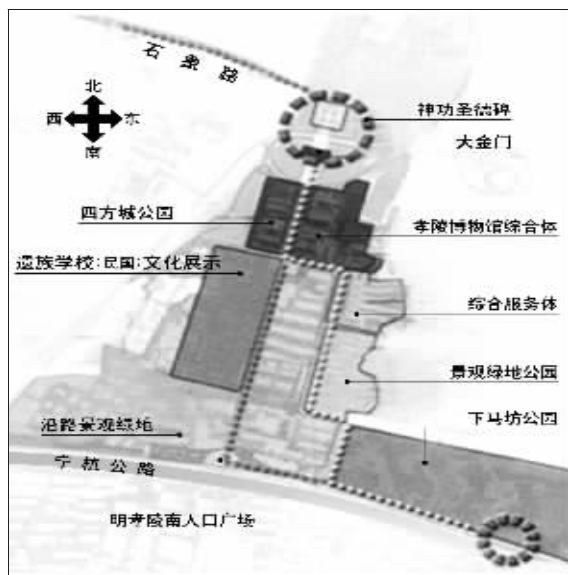 石象路
北
西 东
南
神功圣德碑
大金门
四方城公园
孝陵博物馆综合体
遗族学校(民国)文化展示
综合服务体
景观绿地公园
下马坊公园
沿路景观绿地
宁杭公路
明孝陵南入口广场